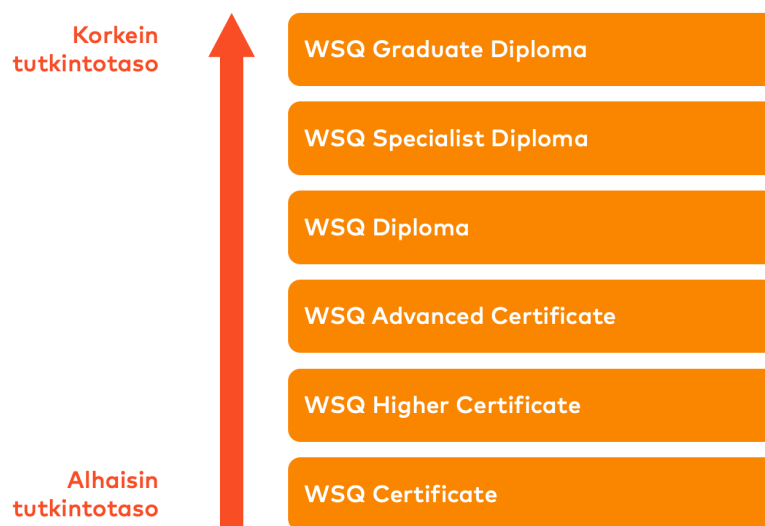 Korkein
tutkintotaso
WSQ Graduate Diploma
WSQ Specialist Diploma
WSQ Diploma
WSQ Advanced Certificate
WSQ Higher Certificate
Alhaisin
tutkintotaso
WSQ Certificate